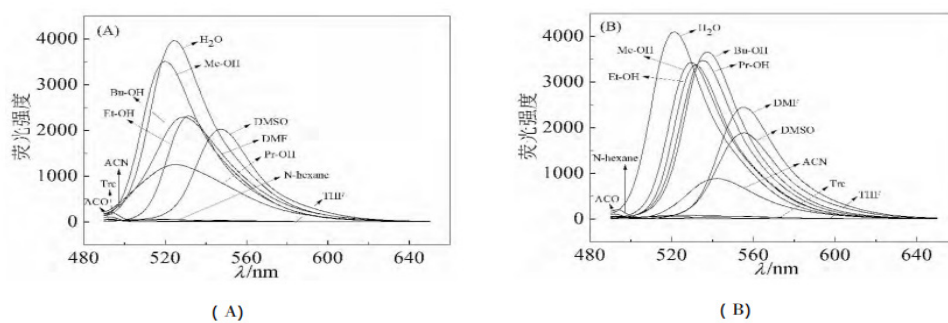 (A)
荧光强度
4000
3000
2000
1000
0
480
520
560
600
640
λ/nm
H₂O
Me-OH
Bu-OH
Et-OH
DMSO
DMF
Pr-OH
N-hexane
THF
ACN
Tre
ACO
(A)
(B)
荧光强度
4000
3000
2000
1000
0
480
520
560
600
640
λ/nm
H₂O
Me-OH
Bu-OH
Et-OH
Pr-OH
DMF
DMSO
ACN
N-hexane
Tre
THF
ACO
(B)